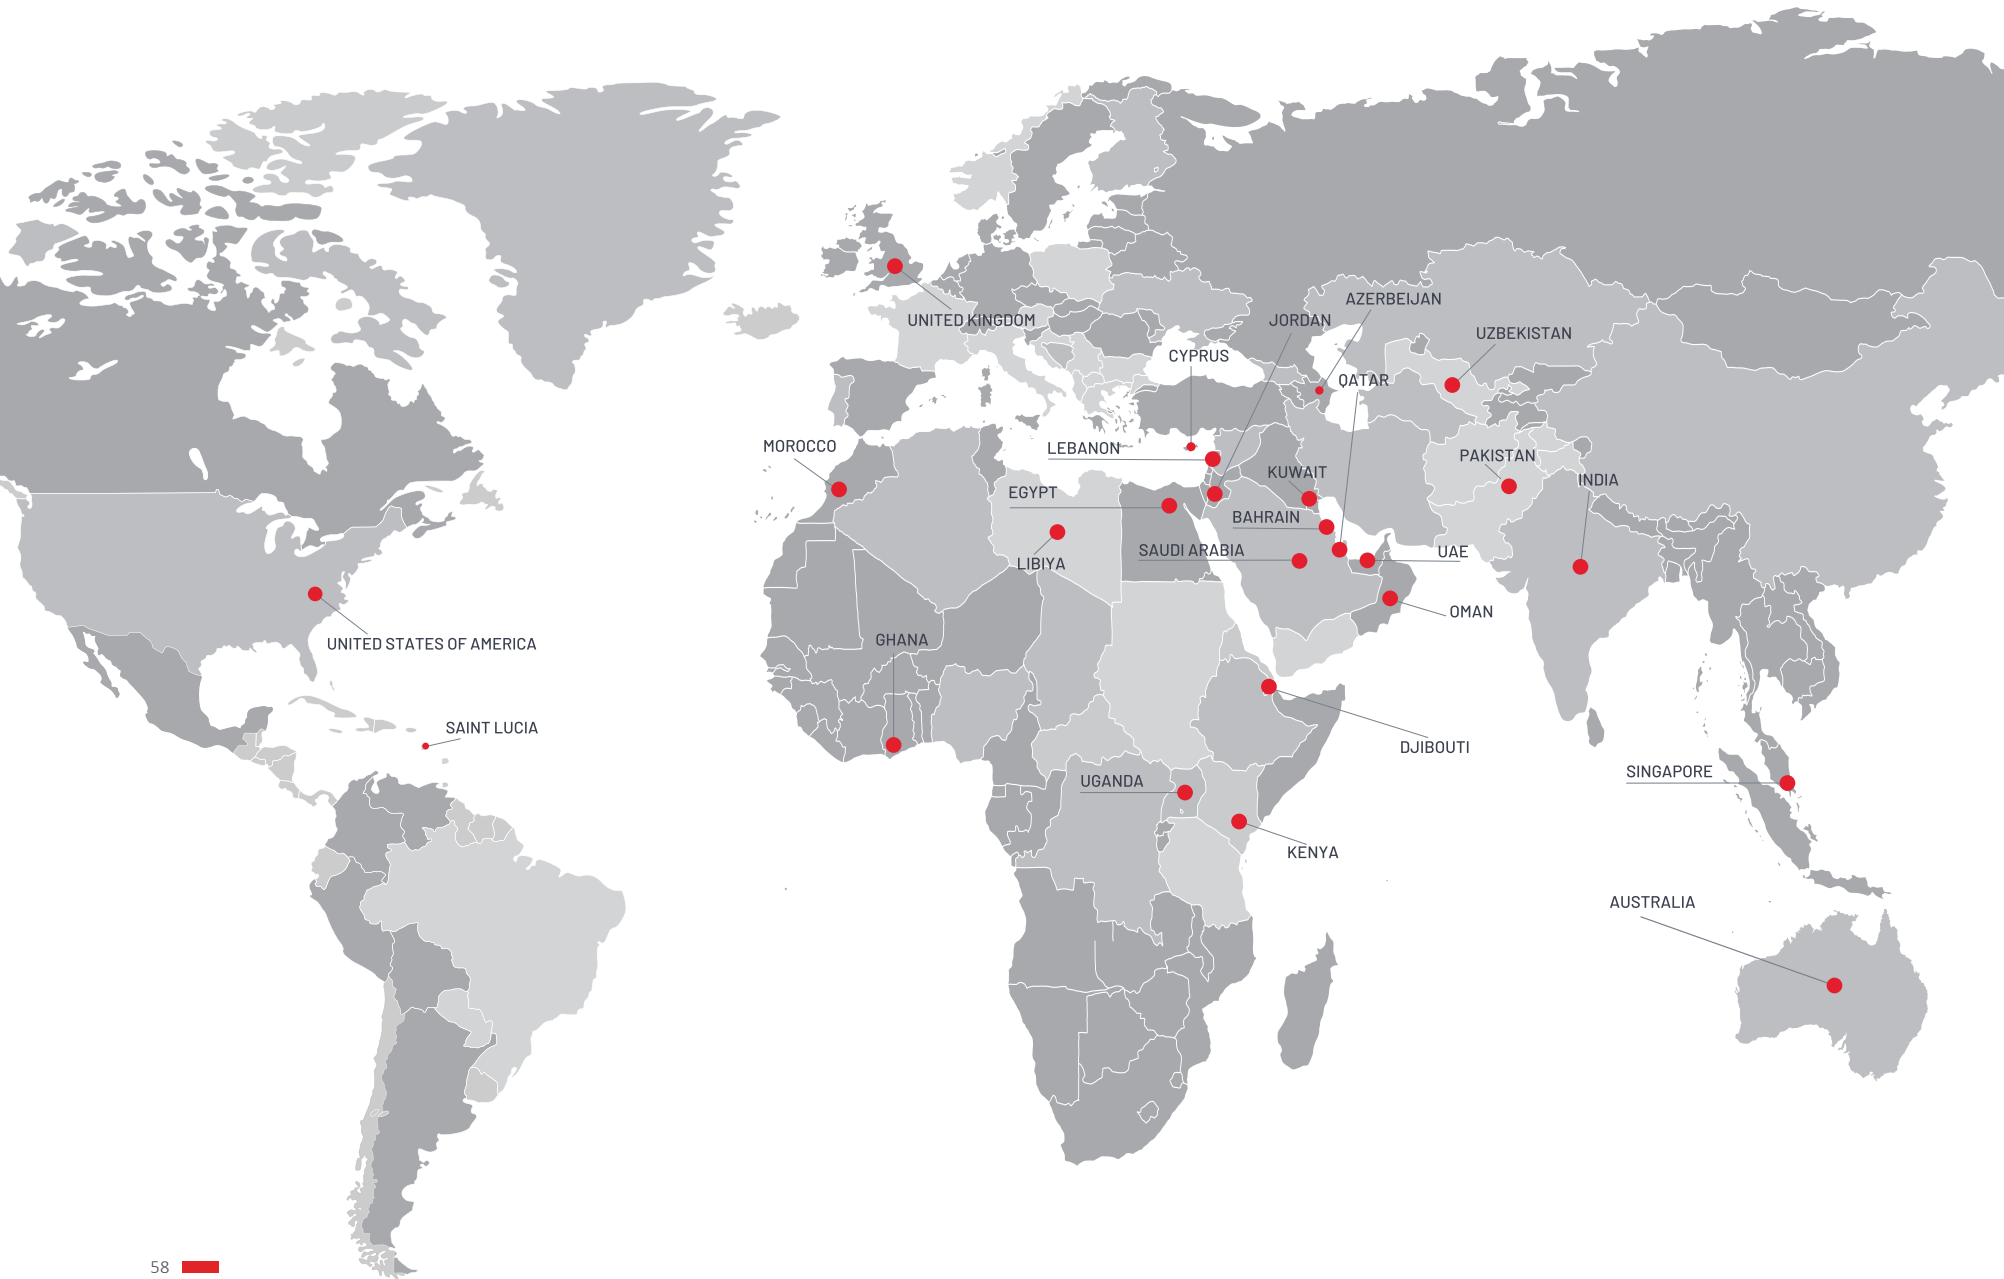 AZERBEIJAN
JORDAN
UNITED KINGDOM
UZBEKISTAN
CYPRUS
QATAR
MOROCCO
LEBANON
PAKISTAN
KUWAIT
INDIA
EGYPT
BAHRAIN
SAUDI ARABIA
UAE
LIBIYA
OMAN
GHANA
UNITED STATES OF AMERICA
SAINT LUCIA
DJIBOUTI
SINGAPORE
UGANDA
KENYA
AUSTRALIA
58